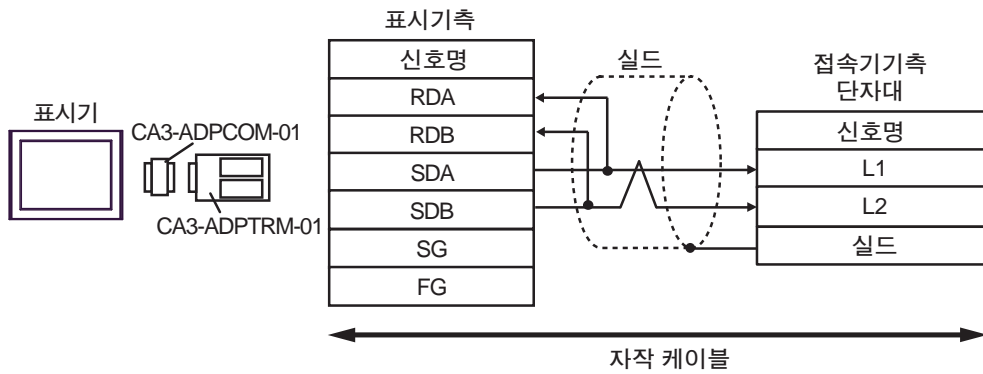 표시기
CA3-ADPCOM-01
CA3-ADPTRM-01
표시기측
신호명
RDA
RDB
SDA
SDB
SG
FG
실드
접속기기측
단자대
신호명
L1
L2
실드
자작 케이블